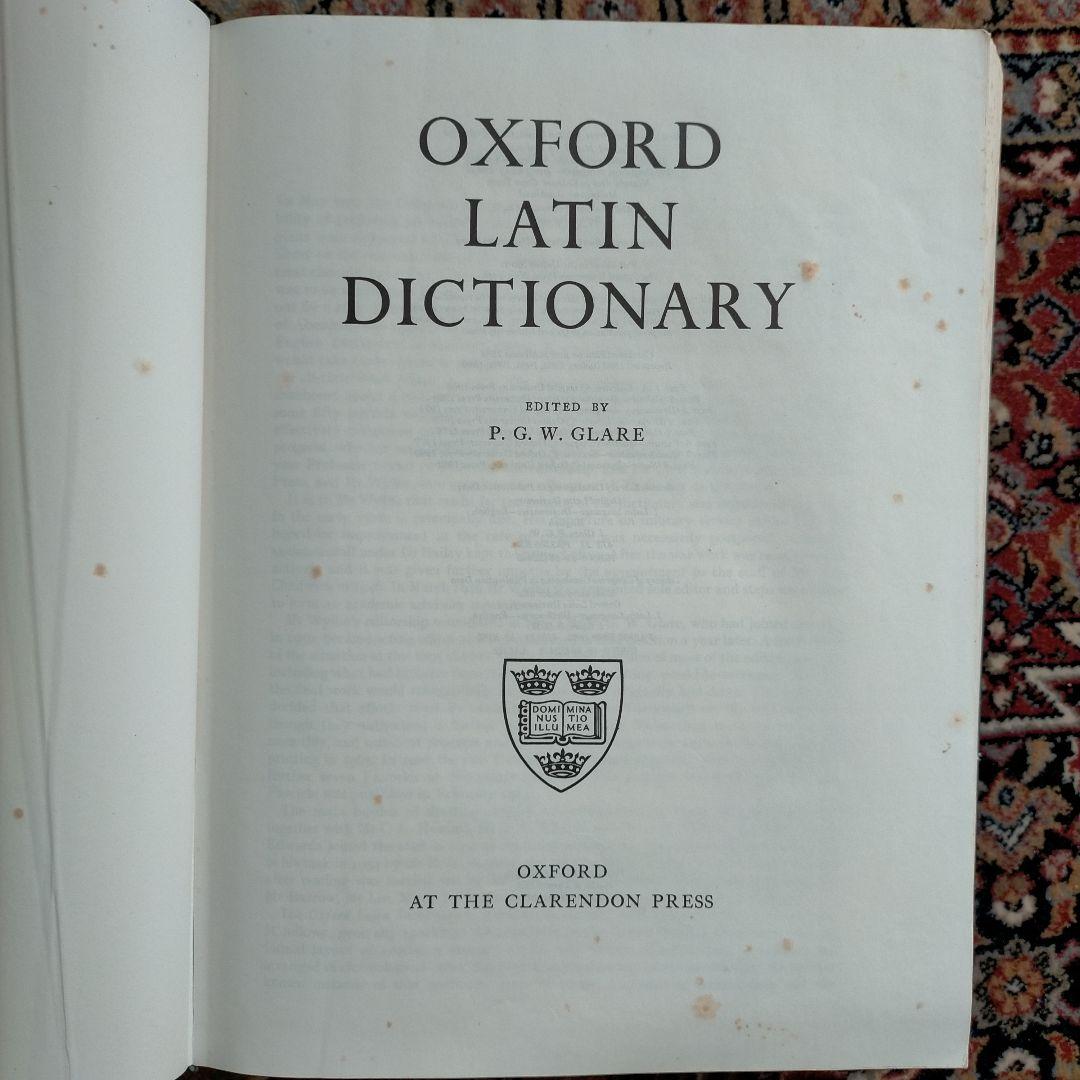 OXFORD
LATIN
DICTIONARY
EDITED BY
P. G. W. GLARE
DOMI MINA
NUS TIO
ILLU MEA
OXFORD
AT THE CLARENDON PRESS